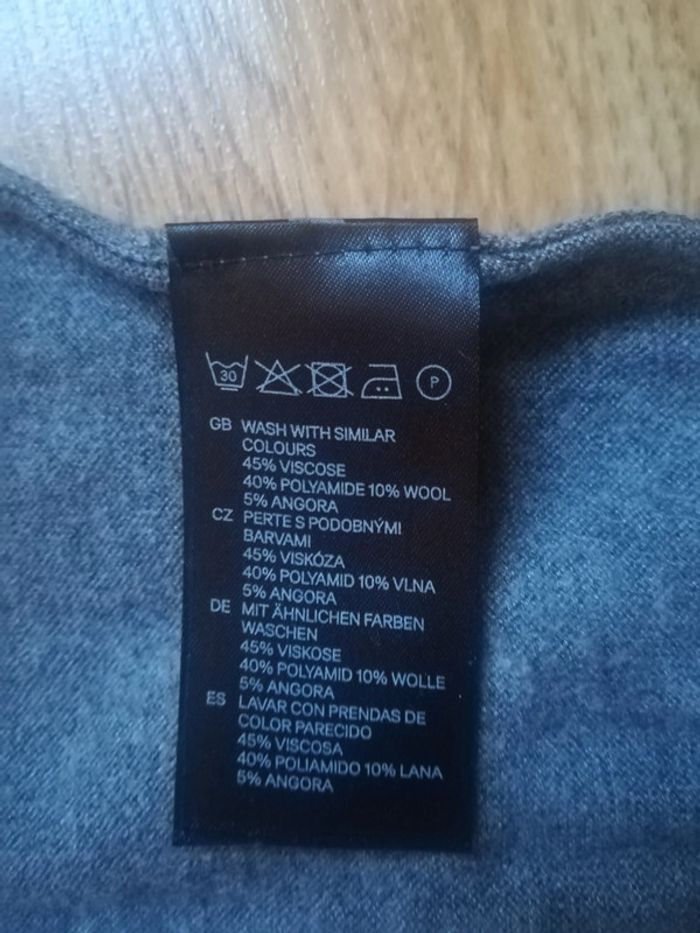 30 P
GB WASH WITH SIMILAR
COLOURS
45% VISCOSE
40% POLYAMIDE 10% WOOL
5% ANGORA
CZ PERTE S PODOBNÝMI
BARVAMI
45% VISKÓZA
40% POLYAMID 10% VLNA
5% ANGORA
DE MIT ÄHNLICHEN FARBEN
WASCHEN
45% VISKOSE
40% POLYAMID 10% WOLLE
5% ANGORA
ES LAVAR CON PRENDAS DE
COLOR PARECIDO
45% VISCOSA
40% POLIAMIDO 10% LANA
5% ANGORA